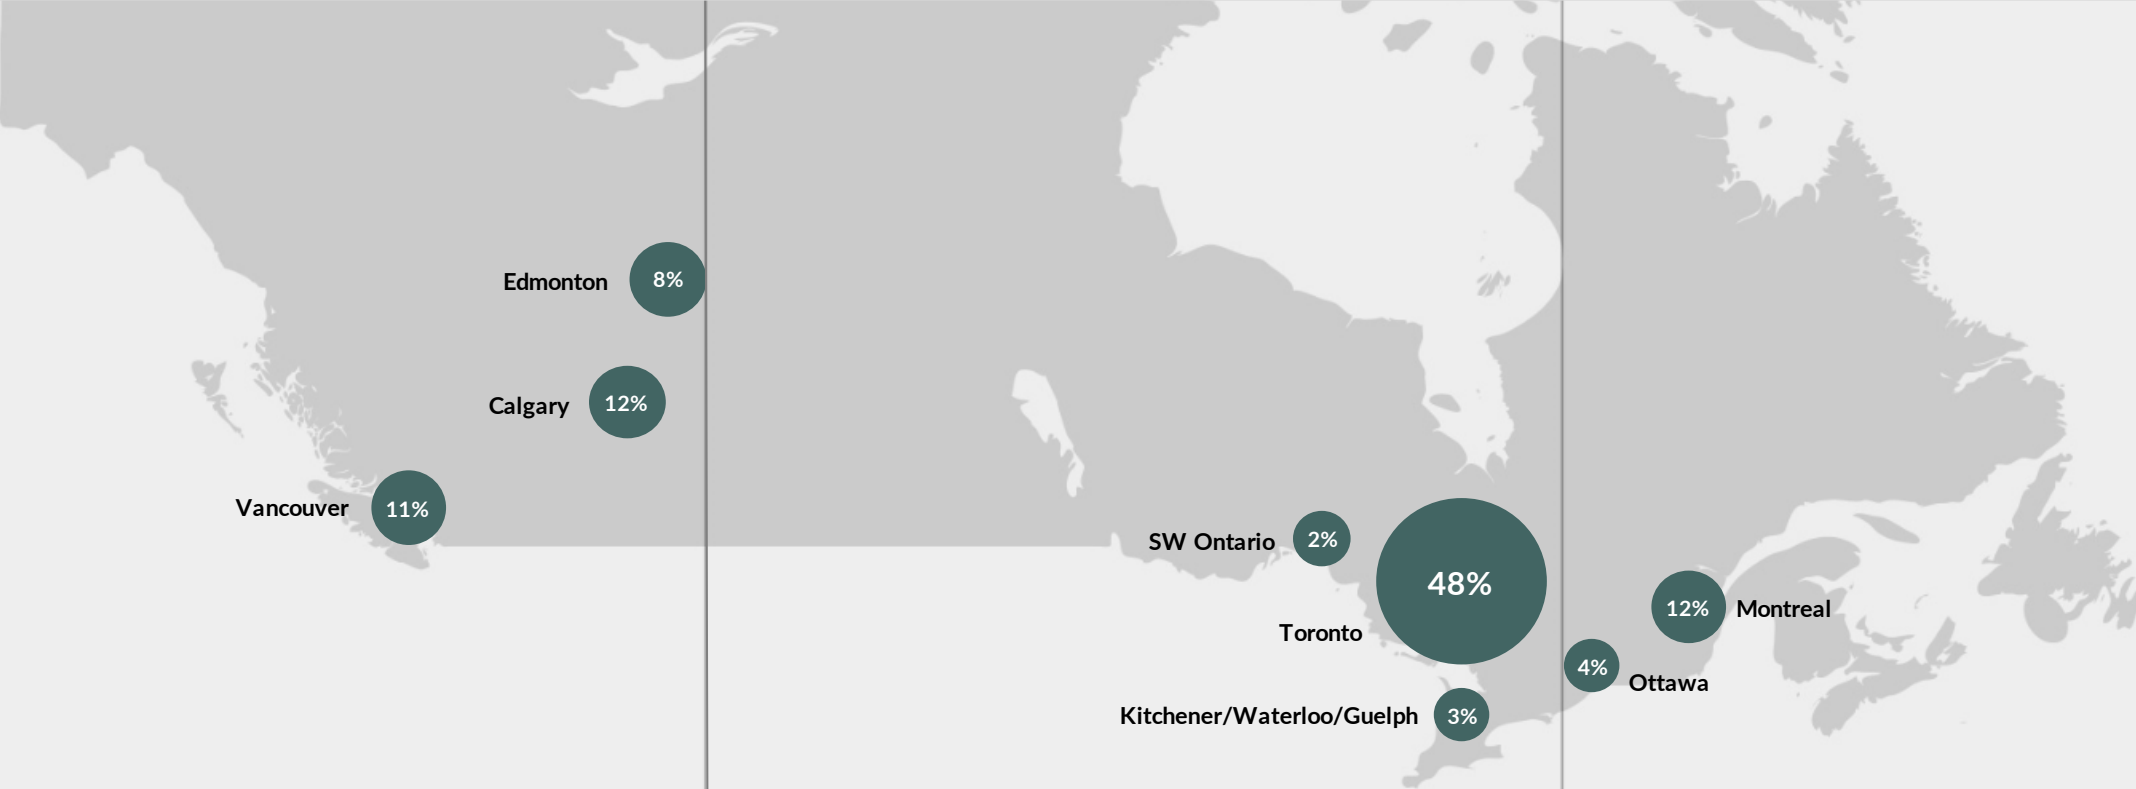 Edmonton 8%
Calgary 12%
Vancouver 11%
SW Ontario 2%
48%
Toronto
12% Montreal
4% Ottawa
Kitchener/Waterloo/Guelph 3%